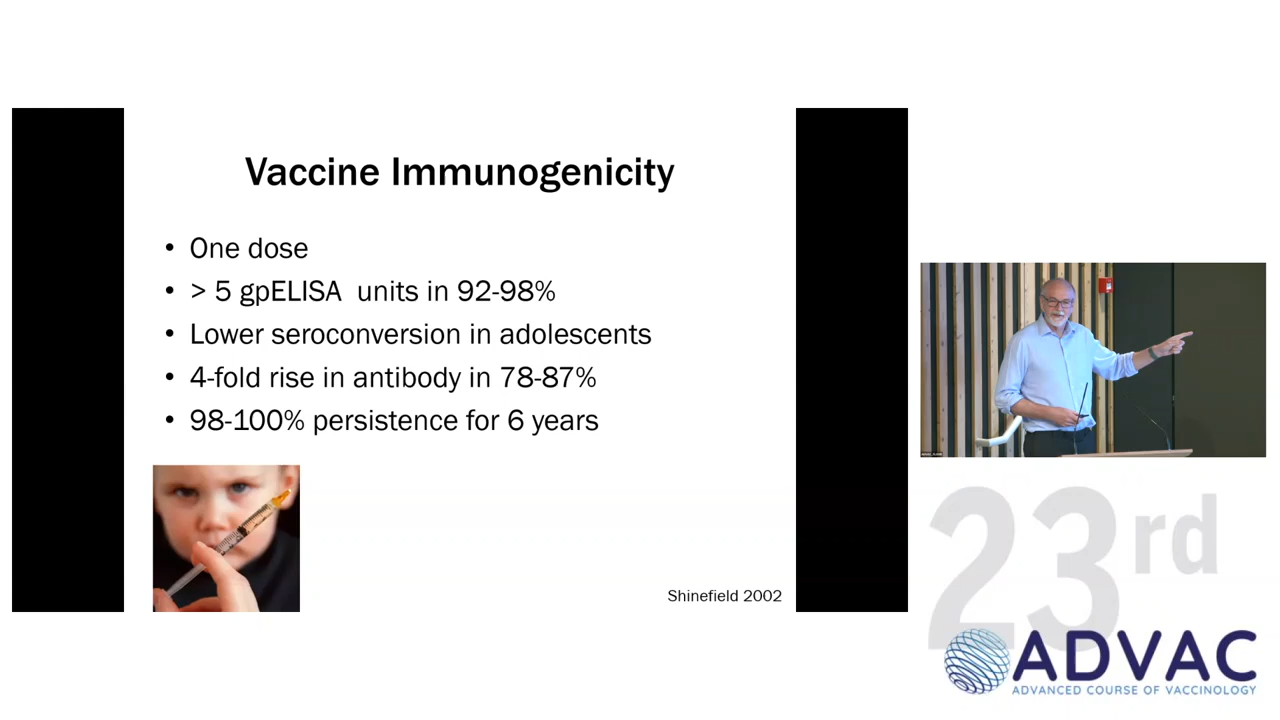 Vaccine Immunogenicity
• One dose
• > 5 gpELISA  units in 92-98%
• Lower seroconversion in adolescents
• 4-fold rise in antibody in 78-87%
• 98-100% persistence for 6 years
Shinefield 2002
23rd
ADVAC
ADVANCED COURSE OF VACCINOLOGY